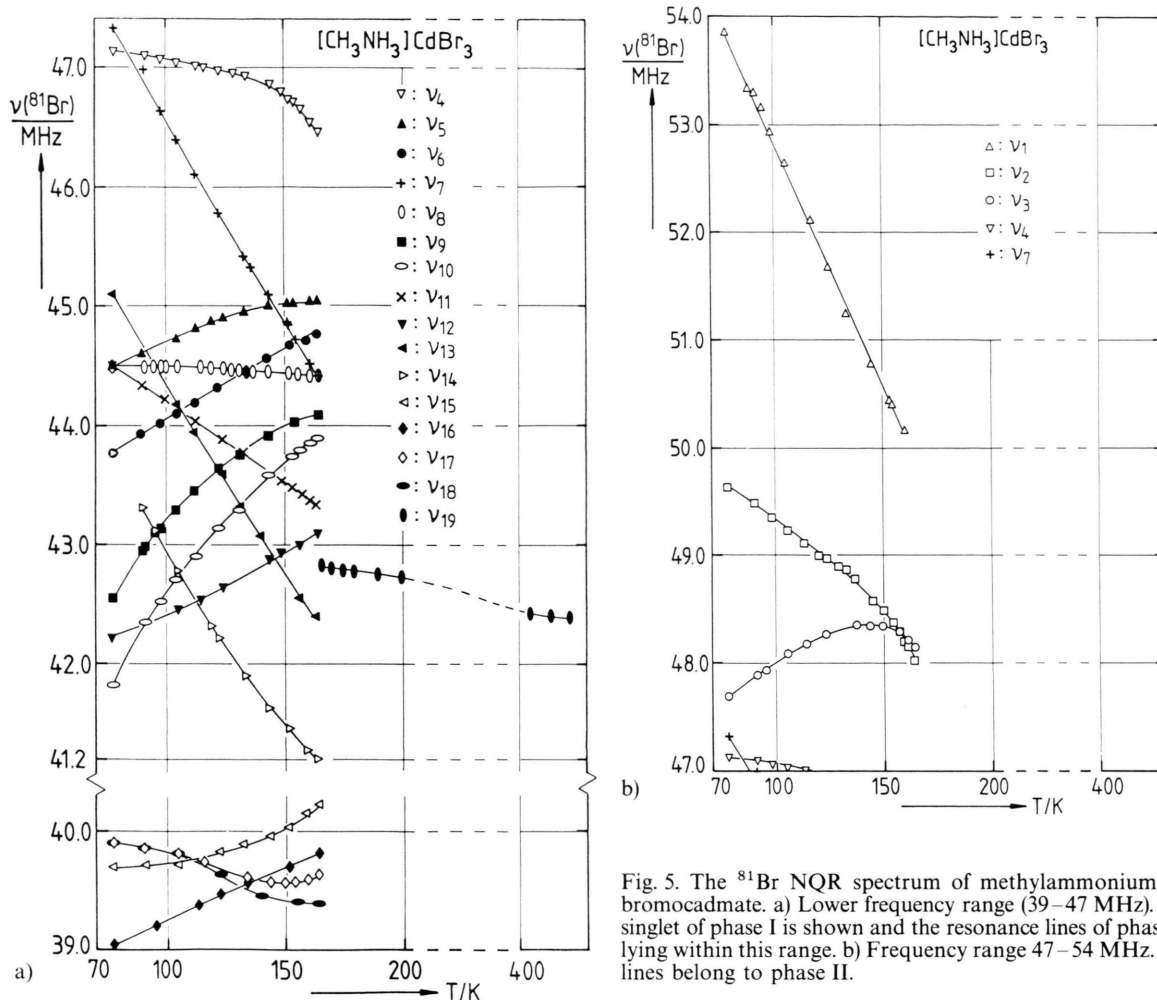 [CH₃NH₃]CdBr₃
ν(⁸¹Br)
MHz
47.0
46.0
45.0
44.0
43.0
42.0
41.2
40.0
39.0
▽: ν₄
▲: ν₅
●: ν₆
+: ν₇
⬯: ν₈
■: ν₉
⬭: ν₁₀
×: ν₁₁
▼: ν₁₂
◀: ν₁₃
▷: ν₁₄
◁: ν₁₅
◆: ν₁₆
◇: ν₁₇
⬬: ν₁₈
⬮: ν₁₉
70 100 150 200 400
a)
T/K
54.0
ν(⁸¹Br)
MHz
[CH₃NH₃]CdBr₃
53.0
52.0
51.0
50.0
49.0
48.0
47.0
△: ν₁
□: ν₂
○: ν₃
▽: ν₄
+: ν₇
70 100 150 200 400
b)
T/K
Fig. 5. The ⁸¹Br NQR spectrum of methylammonium
bromocadmate. a) Lower frequency range (39–47 MHz).
singlet of phase I is shown and the resonance lines of phas
lying within this range. b) Frequency range 47–54 MHz.
lines belong to phase II.